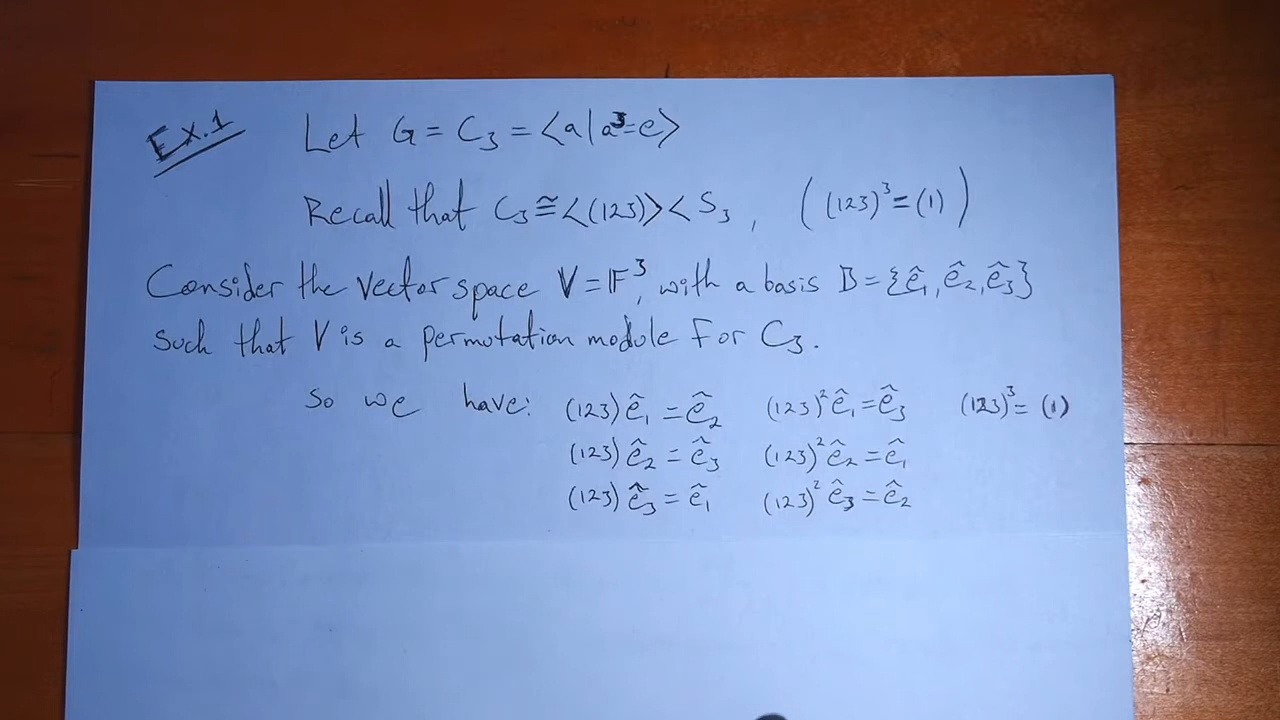 Ex.1 Let G = C₃ = ⟨a|a³=e⟩
Recall that C₃ ≅ ⟨(123)⟩ < S₃, ((123)³=(1))
Consider the vector space V = 𝔽³, with a basis B = {ê₁, ê₂, ê₃}
such that V is a permutation module for C₃.
So we have: (123) ê₁ = ê₂ (123)² ê₁ = ê₃ (123)³ = (1)
(123) ê₂ = ê₃ (123)² ê₂ = ê₁
(123) ê₃ = ê₁ (123)² ê₃ = ê₂